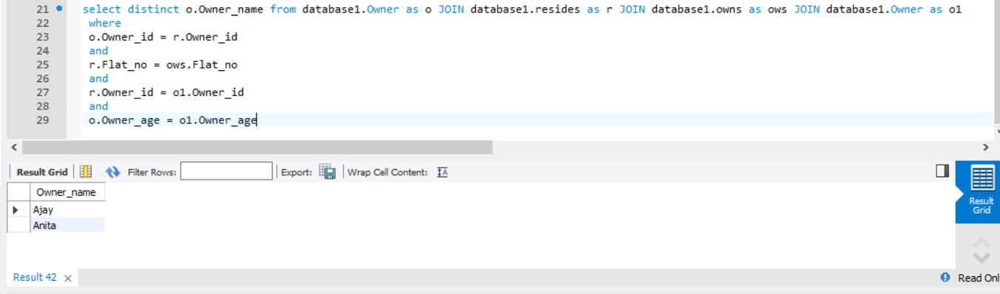 21 select distinct o.Owner_name from database1.Owner as o JOIN database1.resides as r JOIN database1.owns as ows JOIN database1.Owner as o1
22 where
23 o.Owner_id = r.Owner_id
24 and
25 r.Flat_no = ows.Flat_no
26 and
27 r.Owner_id = o1.Owner_id
28 and
29 o.Owner_age = o1.Owner_age
Result Grid Filter Rows: Export: Wrap Cell Content:
Owner_name
Ajay
Anita
Result
Grid
Result 42 Read Onl